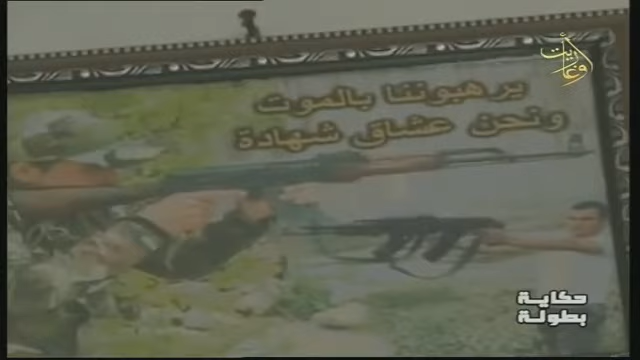 يرهبوننا بالموت
ونحن عشاق شهادة
حكاية
بطولة